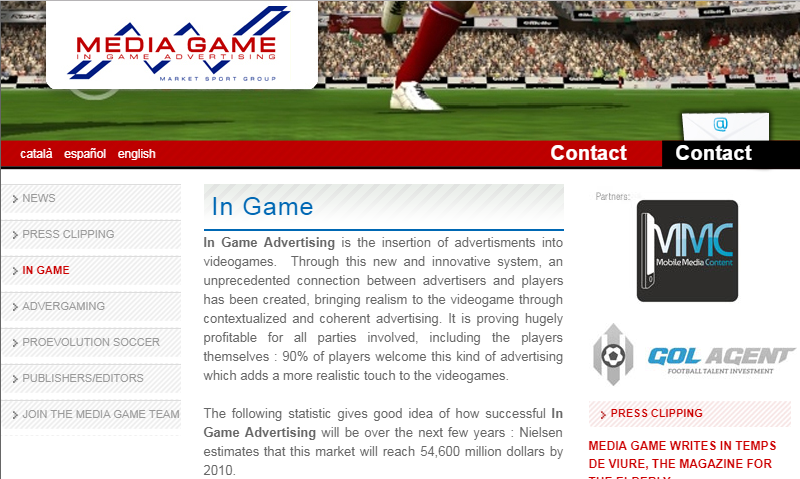 MEDIA GAME
IN GAME ADVERTISING
MARKET SPORT GROUP
@
català español english
Contact
Contact
NEWS
PRESS CLIPPING
IN GAME
ADVERGAMING
PROEVOLUTION SOCCER
PUBLISHERS/EDITORS
JOIN THE MEDIA GAME TEAM
In Game
In Game Advertising is the insertion of advertisments into
videogames. Through this new and innovative system, an
unprecedented connection between advertisers and players
has been created, bringing realism to the videogame through
contextualized and coherent advertising. It is proving hugely
profitable for all parties involved, including the players
themselves : 90% of players welcome this kind of advertising
which adds a more realistic touch to the videogames.
The following statistic gives good idea of how successful In
Game Advertising will be over the next few years : Nielsen
estimates that this market will reach 54,600 million dollars by
2010.
Partners:
MMC
Mobile Media Content
GOL AGENT
FOOTBALL TALENT INVESTMENT
PRESS CLIPPING
MEDIA GAME WRITES IN TEMPS
DE VIURE, THE MAGAZINE FOR
THE ELDERLY